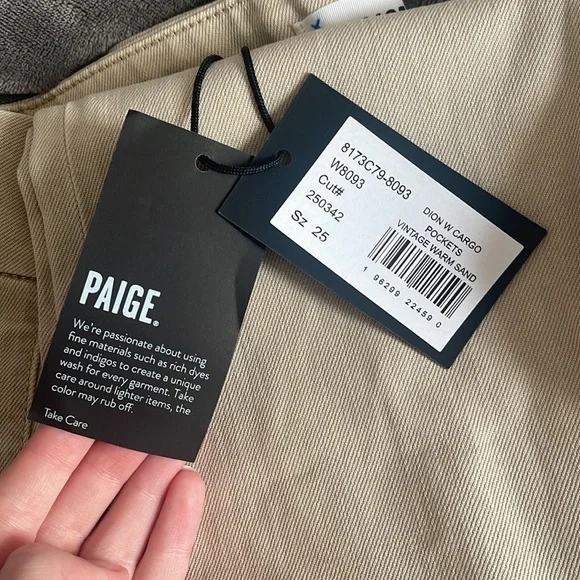 PAIGE®
We're passionate about using
fine materials such as rich dyes
and indigos to create a unique
wash for every garment. Take
care around lighter items, the
color may rub off.
Take Care
8173C79-8093
W8093
Cut#
250342
Sz 25
DION W CARGO
POCKETS
VINTAGE WARM SAND
1 96299 22459 0